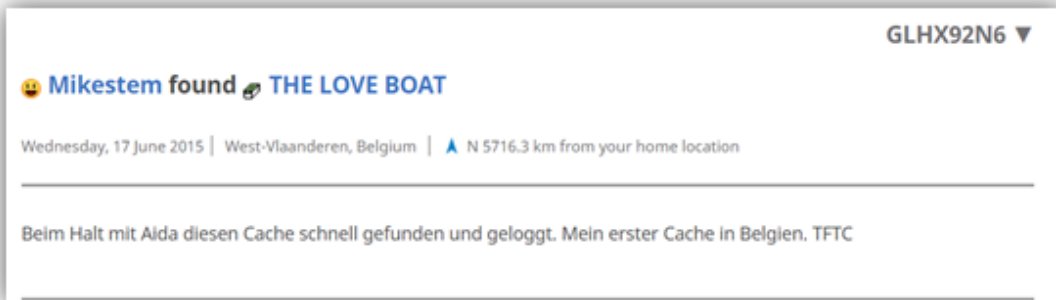 GLHX92N6 ▼
Mikestem found THE LOVE BOAT
Wednesday, 17 June 2015 | West-Vlaanderen, Belgium | N 5716.3 km from your home location
Beim Halt mit Aida diesen Cache schnell gefunden und geloggt. Mein erster Cache in Belgien. TFTC